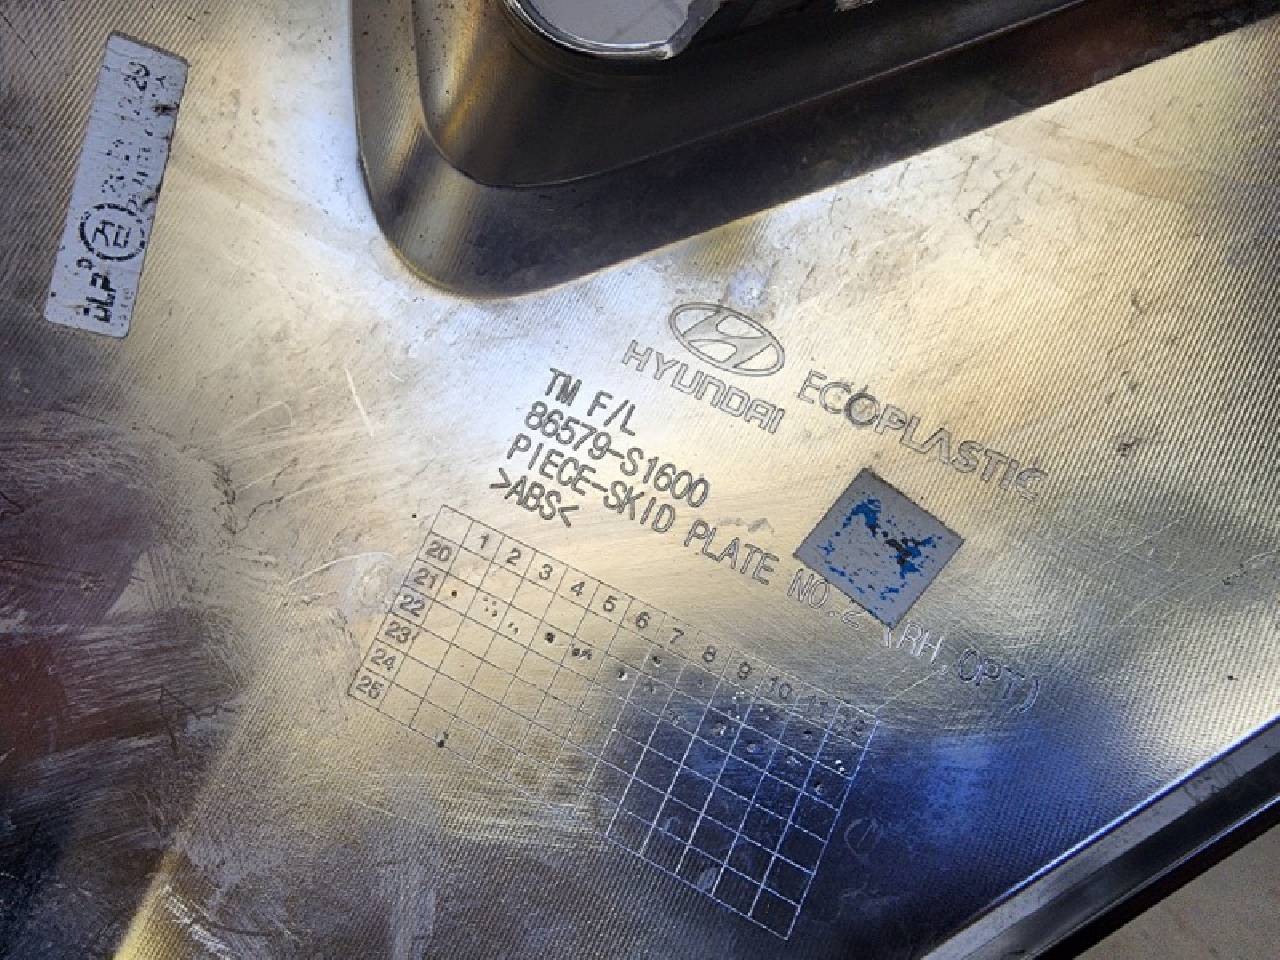 HYUNDAI ECOPLASTIC
TM F/L
86579-S1600
PIECE-SKID PLATE NO.2 (RH, OPT)
>ABS<
1 2 3 4 5 6 7 8 9 10 11 12
20
21
22
23
24
25
검